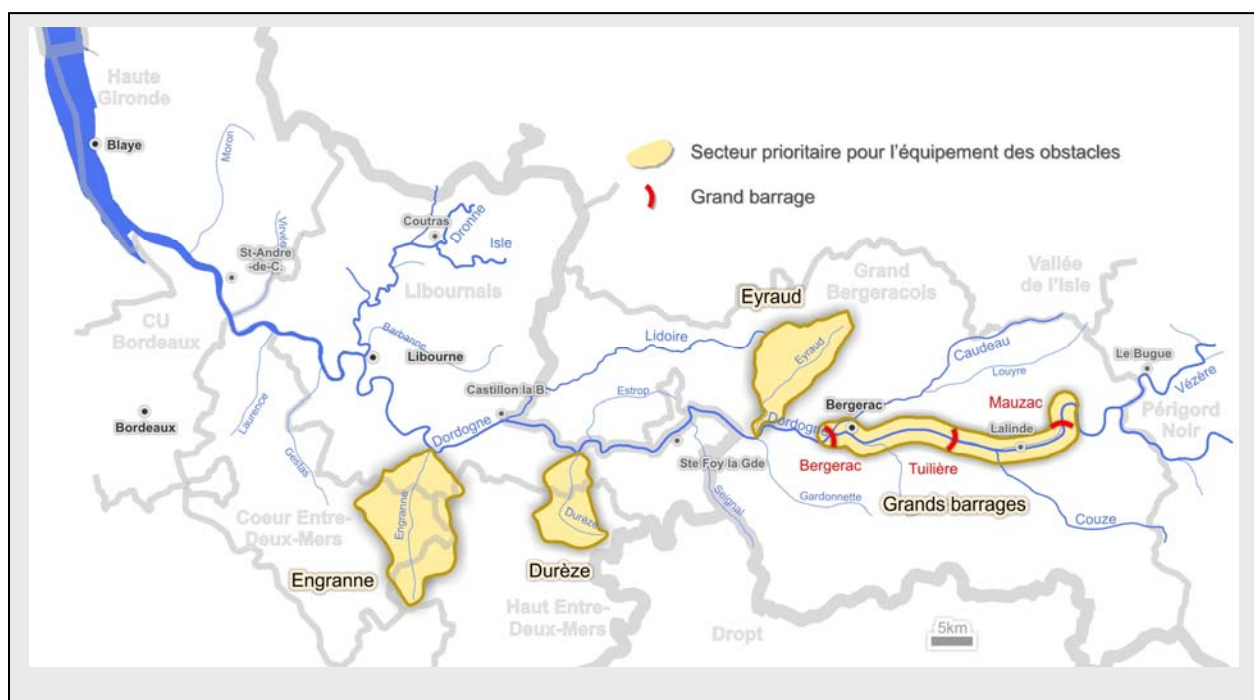 Haute
Gironde
Blaye
Moron
Secteur prioritaire pour l'équipement des obstacles
Grand barrage
Coutras
Dronne
Isle
Virvée
St-Andre
-de-C.
Libournais
CU
Bordeaux
Barbanne
Libourne
Lidoire
Eyraud
Eyraud
Grand
Bergeracois
Vallée
de l'Isle
Caudeau
Louyre
Le Bugue
Vézère
Castillon la B.
Estrop
Bordeaux
Laurence
Gestas
Dordogne
Dordogne
Bergerac
Mauzac
Lalinde
Périgord
Noir
Ste Foy la Gde
Bergerac
Tuilière
Seignal
Gardonnette
Grands barrages
Couze
Coeur Entre-
Deux-Mers
Engranne
Durèze
Engranne
Durèze
Haut Entre-
Deux-Mers
Dropt
5km